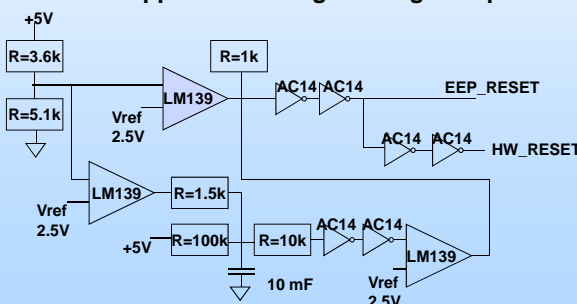 +5V
R=3.6k
R=1k
AC14 AC14
EEP_RESET
LM139
R=5.1k
Vref
2.5V
AC14 AC14
HW_RESET
LM139
R=1.5k
Vref
2.5V
AC14 AC14
+5V
R=100k
R=10k
LM139
10 mF
Vref
2.5V